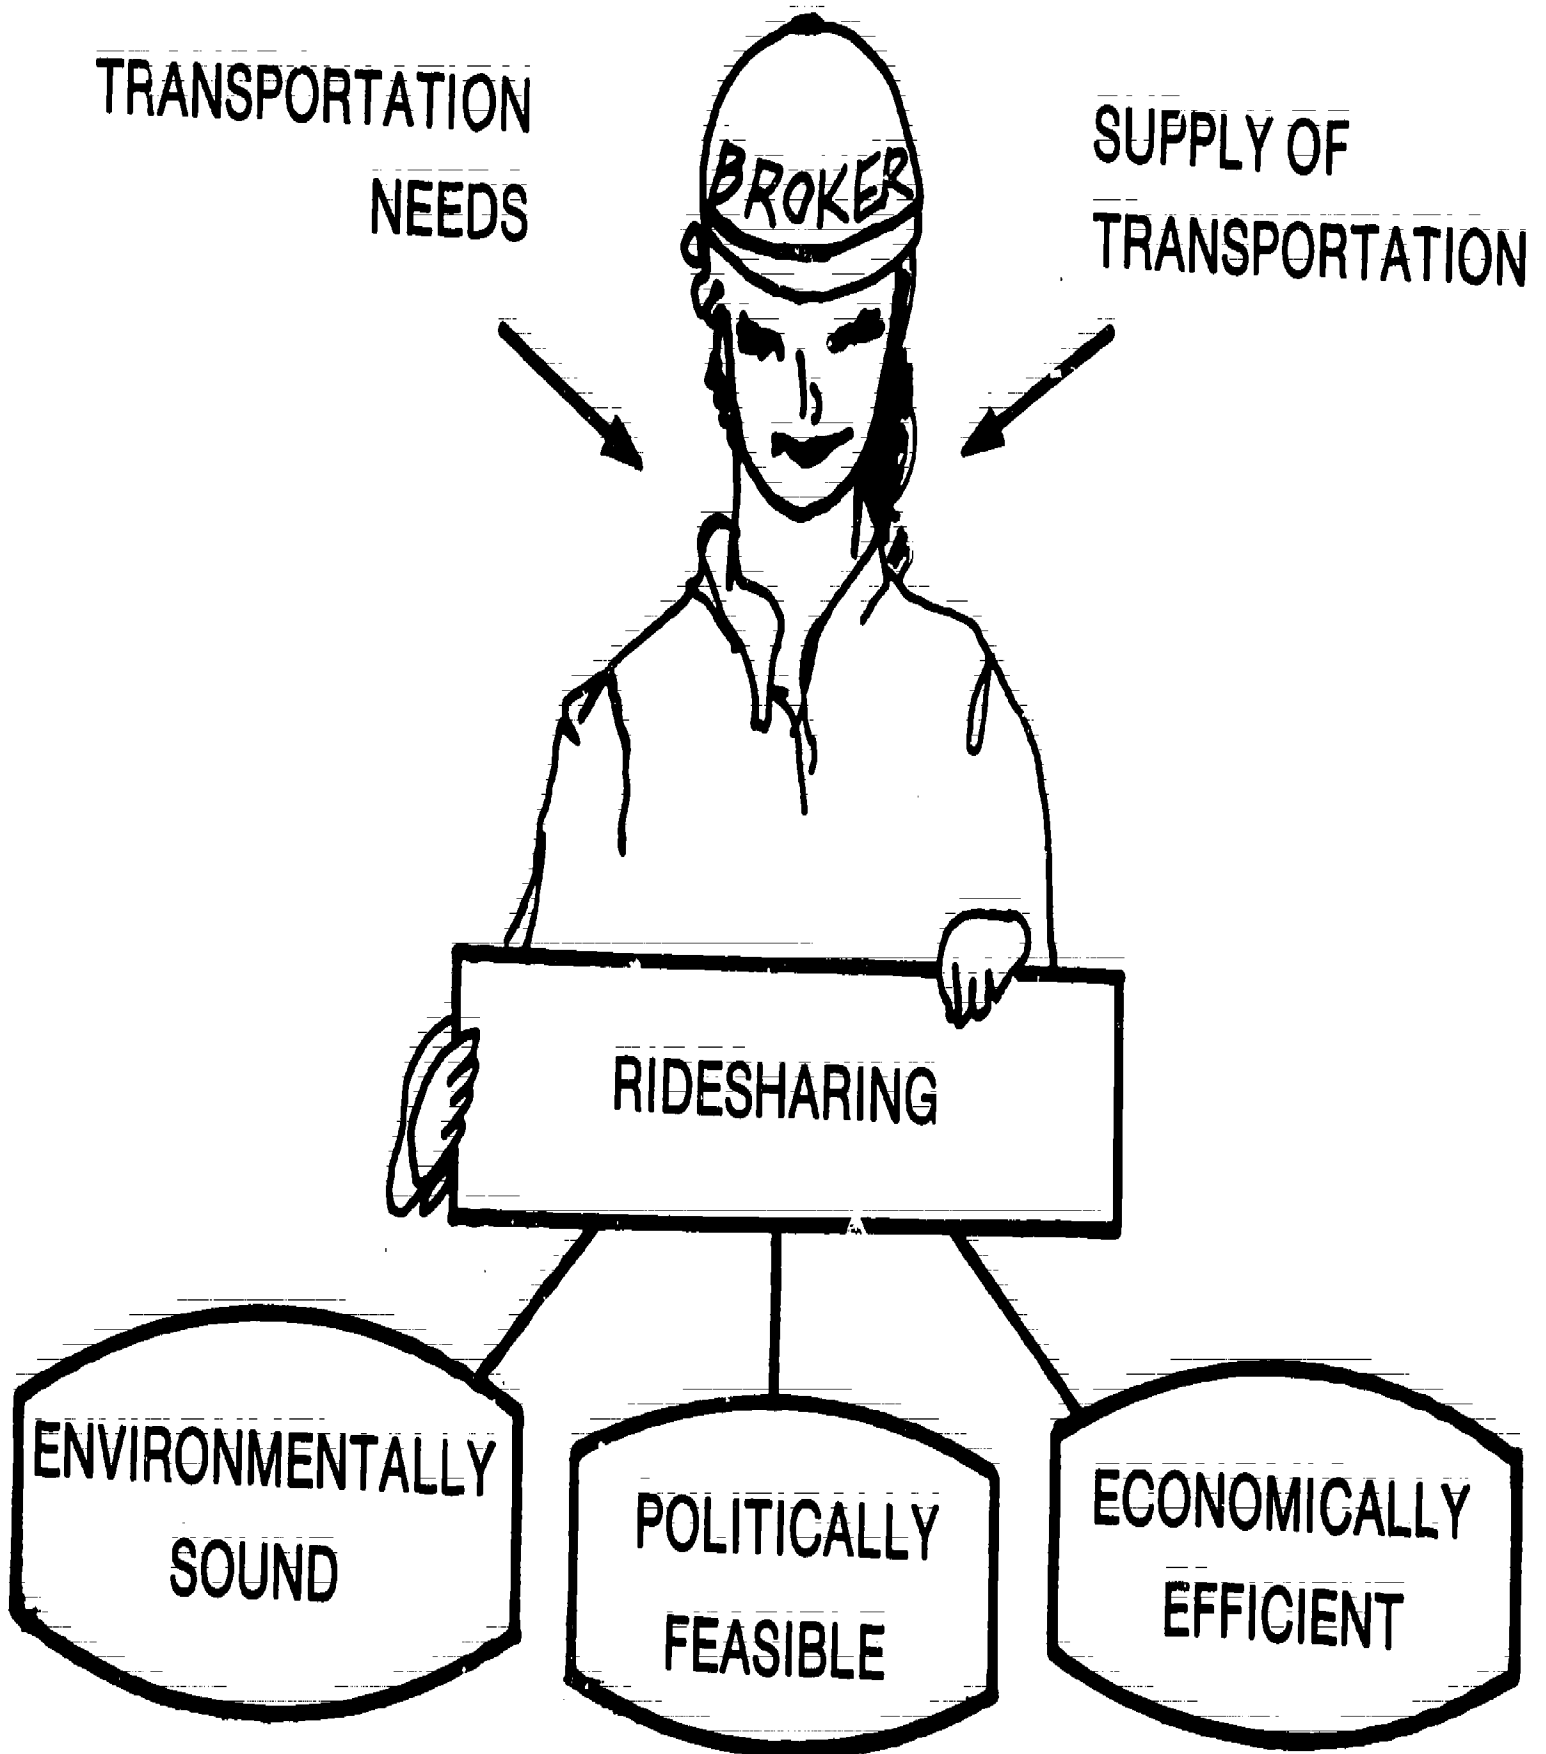 TRANSPORTATION
NEEDS
SUPPLY OF
TRANSPORTATION
BROKER
RIDESHARING
ENVIRONMENTALLY
SOUND
POLITICALLY
FEASIBLE
ECONOMICALLY
EFFICIENT